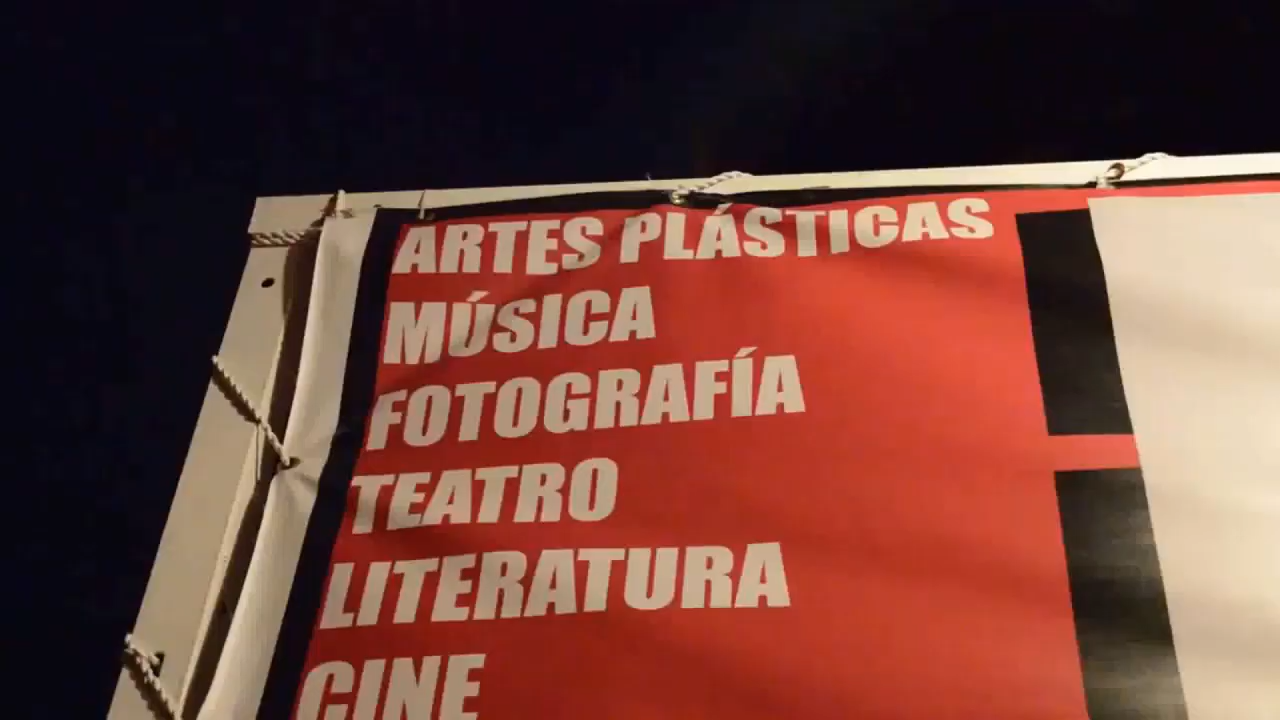 ARTES PLÁSTICAS
MÚSICA
FOTOGRAFÍA
TEATRO
LITERATURA
CINE